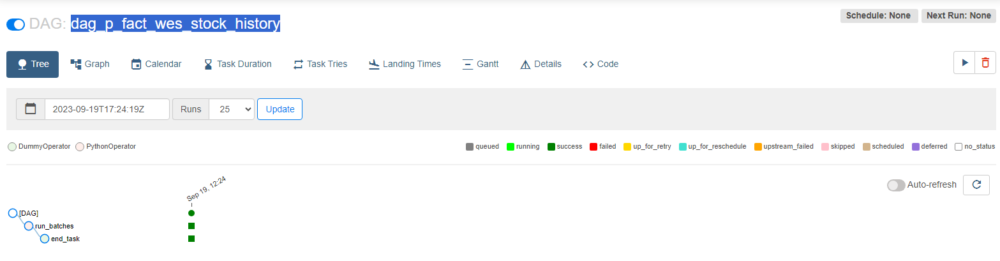 DAG: dag_p_fact_wes_stock_history
Schedule: None Next Run: None
Tree Graph Calendar Task Duration Task Tries Landing Times Gantt Details Code
2023-09-19T17:24:19Z Runs 25 Update
DummyOperator PythonOperator queued running success failed up_for_retry up_for_reschedule upstream_failed skipped scheduled deferred no_status
Auto-refresh
Sep 19, 12:24
[DAG]
run_batches
end_task